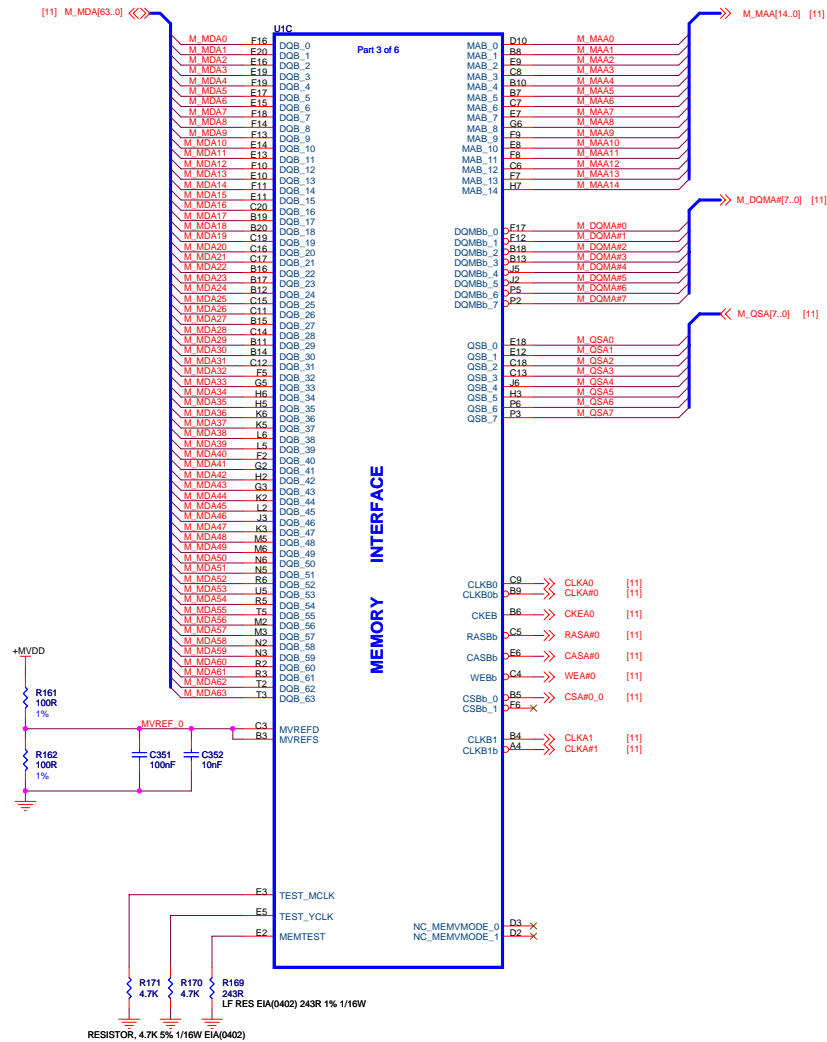 [11] M_MDA[63..0]
U1C
Part 3 of 6
M_MDA0 F16 DQB_0
M_MDA1 E20 DQB_1
M_MDA2 E16 DQB_2
M_MDA3 E19 DQB_3
M_MDA4 F19 DQB_4
M_MDA5 E17 DQB_5
M_MDA6 E15 DQB_6
M_MDA7 F18 DQB_7
M_MDA8 F14 DQB_8
M_MDA9 F13 DQB_9
M_MDA10 E14 DQB_10
M_MDA11 E13 DQB_11
M_MDA12 F10 DQB_12
M_MDA13 E10 DQB_13
M_MDA14 F11 DQB_14
M_MDA15 E11 DQB_15
M_MDA16 C20 DQB_16
M_MDA17 B19 DQB_17
M_MDA18 B20 DQB_18
M_MDA19 C19 DQB_19
M_MDA20 C16 DQB_20
M_MDA21 C17 DQB_21
M_MDA22 B16 DQB_22
M_MDA23 B17 DQB_23
M_MDA24 B12 DQB_24
M_MDA25 C15 DQB_25
M_MDA26 C11 DQB_26
M_MDA27 B15 DQB_27
M_MDA28 C14 DQB_28
M_MDA29 B11 DQB_29
M_MDA30 B14 DQB_30
M_MDA31 C12 DQB_31
M_MDA32 F5 DQB_32
M_MDA33 G5 DQB_33
M_MDA34 H6 DQB_34
M_MDA35 H5 DQB_35
M_MDA36 K6 DQB_36
M_MDA37 K5 DQB_37
M_MDA38 L6 DQB_38
M_MDA39 L5 DQB_39
M_MDA40 F2 DQB_40
M_MDA41 G2 DQB_41
M_MDA42 H2 DQB_42
M_MDA43 G3 DQB_43
M_MDA44 K2 DQB_44
M_MDA45 L2 DQB_45
M_MDA46 J3 DQB_46
M_MDA47 K3 DQB_47
M_MDA48 M5 DQB_48
M_MDA49 M6 DQB_49
M_MDA50 N6 DQB_50
M_MDA51 N5 DQB_51
M_MDA52 R6 DQB_52
M_MDA53 U5 DQB_53
M_MDA54 R5 DQB_54
M_MDA55 T5 DQB_55
M_MDA56 M2 DQB_56
M_MDA57 M3 DQB_57
M_MDA58 N2 DQB_58
M_MDA59 N3 DQB_59
M_MDA60 R2 DQB_60
M_MDA61 R3 DQB_61
M_MDA62 T2 DQB_62
M_MDA63 T3 DQB_63
MVREF_0
C3 MVREFD
B3 MVREFS
+MVDD
R161
100R
1%
R162
100R
1%
C351
100nF
C352
10nF
E3 TEST_MCLK
E5 TEST_YCLK
E2 MEMTEST
R171
4.7K
R170
4.7K
R169
243R
LF RES EIA(0402) 243R 1% 1/16W
RESISTOR, 4.7K 5% 1/16W EIA(0402)
MEMORY INTERFACE
M_MAA[14..0] [11]
MAB_0 D10 M_MAA0
MAB_1 B8 M_MAA1
MAB_2 E9 M_MAA2
MAB_3 C8 M_MAA3
MAB_4 B10 M_MAA4
MAB_5 B7 M_MAA5
MAB_6 C7 M_MAA6
MAB_7 E7 M_MAA7
MAB_8 G6 M_MAA8
MAB_9 F9 M_MAA9
MAB_10 E8 M_MAA10
MAB_11 F8 M_MAA11
MAB_12 C6 M_MAA12
MAB_13 F7 M_MAA13
MAB_14 H7 M_MAA14
M_DQMA#[7..0] [11]
DQMBb_0 F17 M_DQMA#0
DQMBb_1 F12 M_DQMA#1
DQMBb_2 B18 M_DQMA#2
DQMBb_3 B13 M_DQMA#3
DQMBb_4 J5 M_DQMA#4
DQMBb_5 J2 M_DQMA#5
DQMBb_6 P5 M_DQMA#6
DQMBb_7 P2 M_DQMA#7
M_QSA[7..0] [11]
QSB_0 E18 M_QSA0
QSB_1 E12 M_QSA1
QSB_2 C18 M_QSA2
QSB_3 C13 M_QSA3
QSB_4 J6 M_QSA4
QSB_5 H3 M_QSA5
QSB_6 P6 M_QSA6
QSB_7 P3 M_QSA7
CLKB0 C9 CLKA0 [11]
CLKB0b B9 CLKA#0 [11]
CKEB B6 CKEA0 [11]
RASBb C5 RASA#0 [11]
CASBb E6 CASA#0 [11]
WEBb C4 WEA#0 [11]
CSBb_0 B5 CSA#0_0 [11]
CSBb_1 F6
CLKB1 B4 CLKA1 [11]
CLKB1b A4 CLKA#1 [11]
NC_MEMVMODE_0 D3
NC_MEMVMODE_1 D2